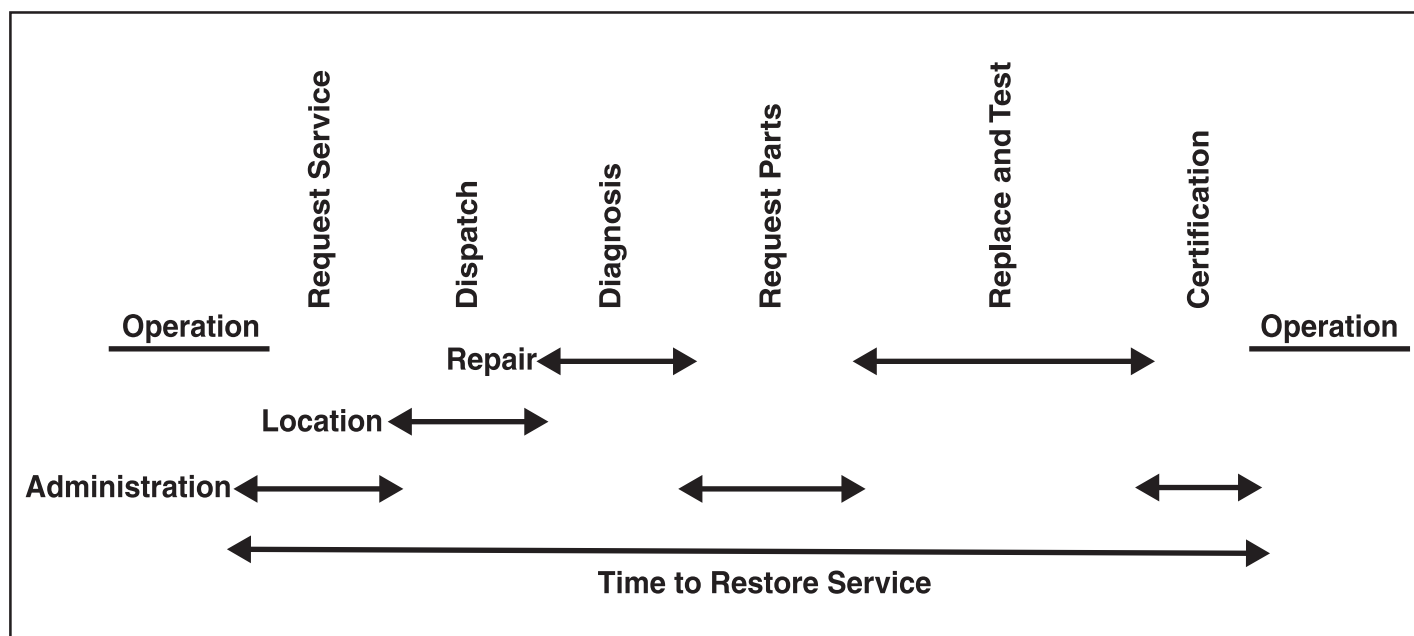 Request Service
Dispatch
Diagnosis
Request Parts
Replace and Test
Certification
Operation
Operation
Repair
Location
Administration
Time to Restore Service